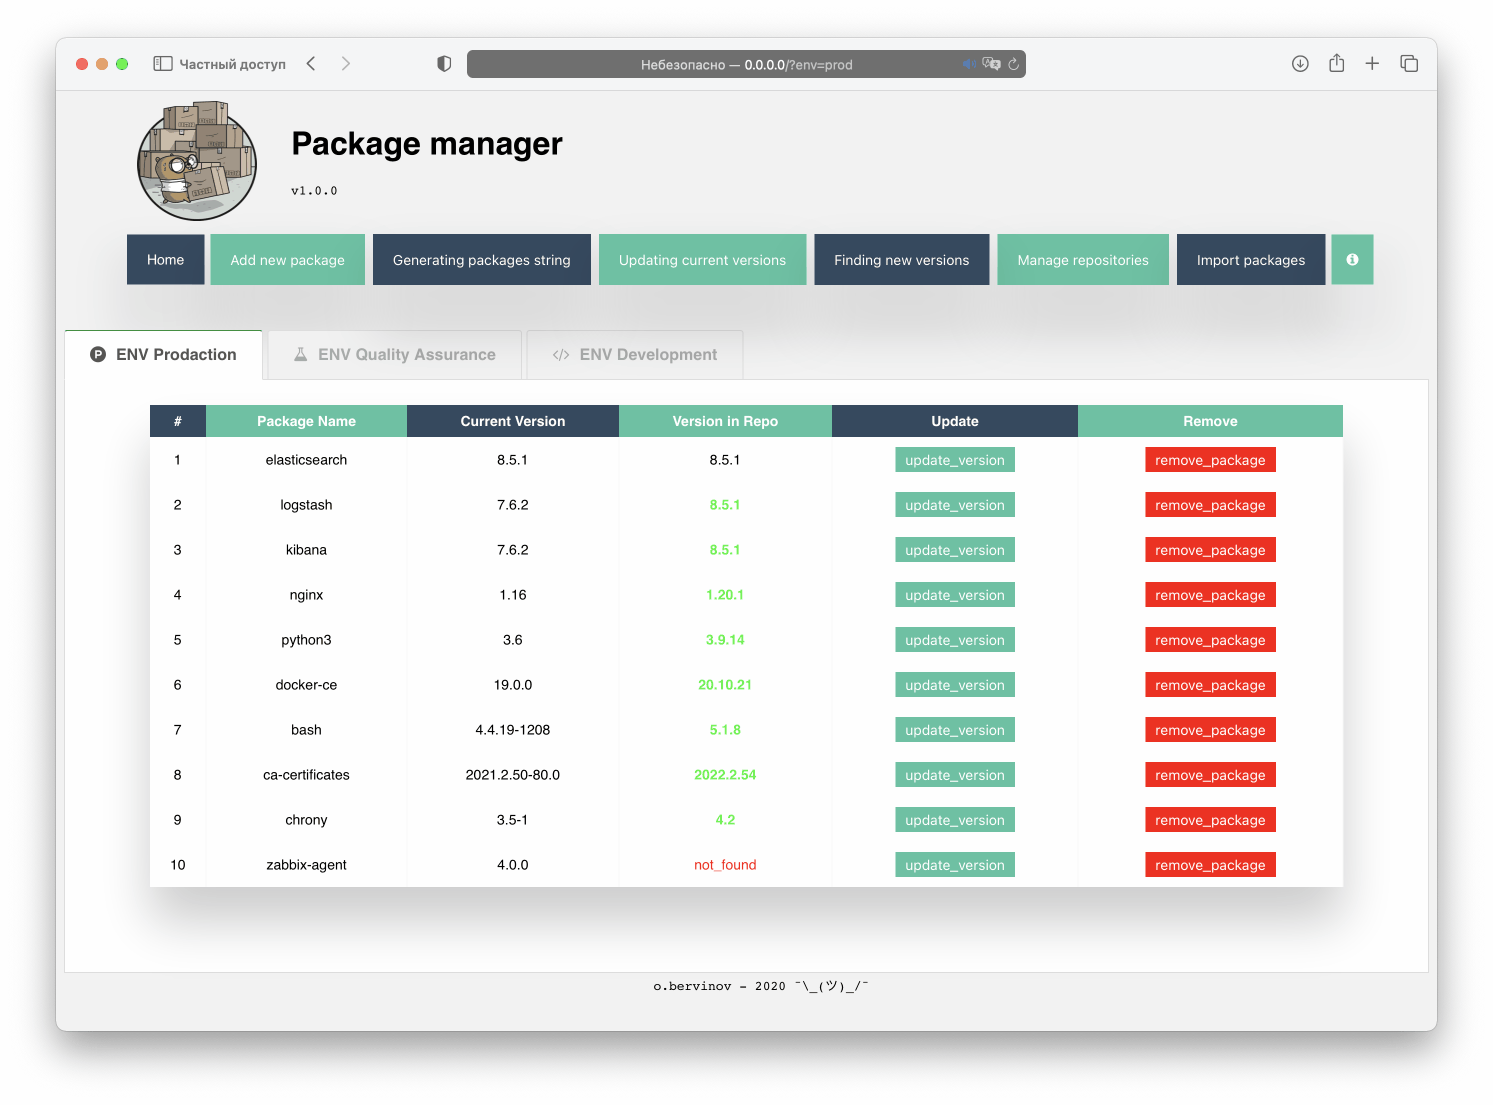 Частный доступ
Небезопасно — 0.0.0.0/?env=prod
Package manager
v1.0.0
Home Add new package Generating packages string Updating current versions Finding new versions Manage repositories Import packages
ENV Prodaction ENV Quality Assurance </> ENV Development
# Package Name Current Version Version in Repo Update Remove
1 elasticsearch 8.5.1 8.5.1 update_version remove_package
2 logstash 7.6.2 8.5.1 update_version remove_package
3 kibana 7.6.2 8.5.1 update_version remove_package
4 nginx 1.16 1.20.1 update_version remove_package
5 python3 3.6 3.9.14 update_version remove_package
6 docker-ce 19.0.0 20.10.21 update_version remove_package
7 bash 4.4.19-1208 5.1.8 update_version remove_package
8 ca-certificates 2021.2.50-80.0 2022.2.54 update_version remove_package
9 chrony 3.5-1 4.2 update_version remove_package
10 zabbix-agent 4.0.0 not_found update_version remove_package
o.bervinov - 2020 ¯\_(ツ)_/¯